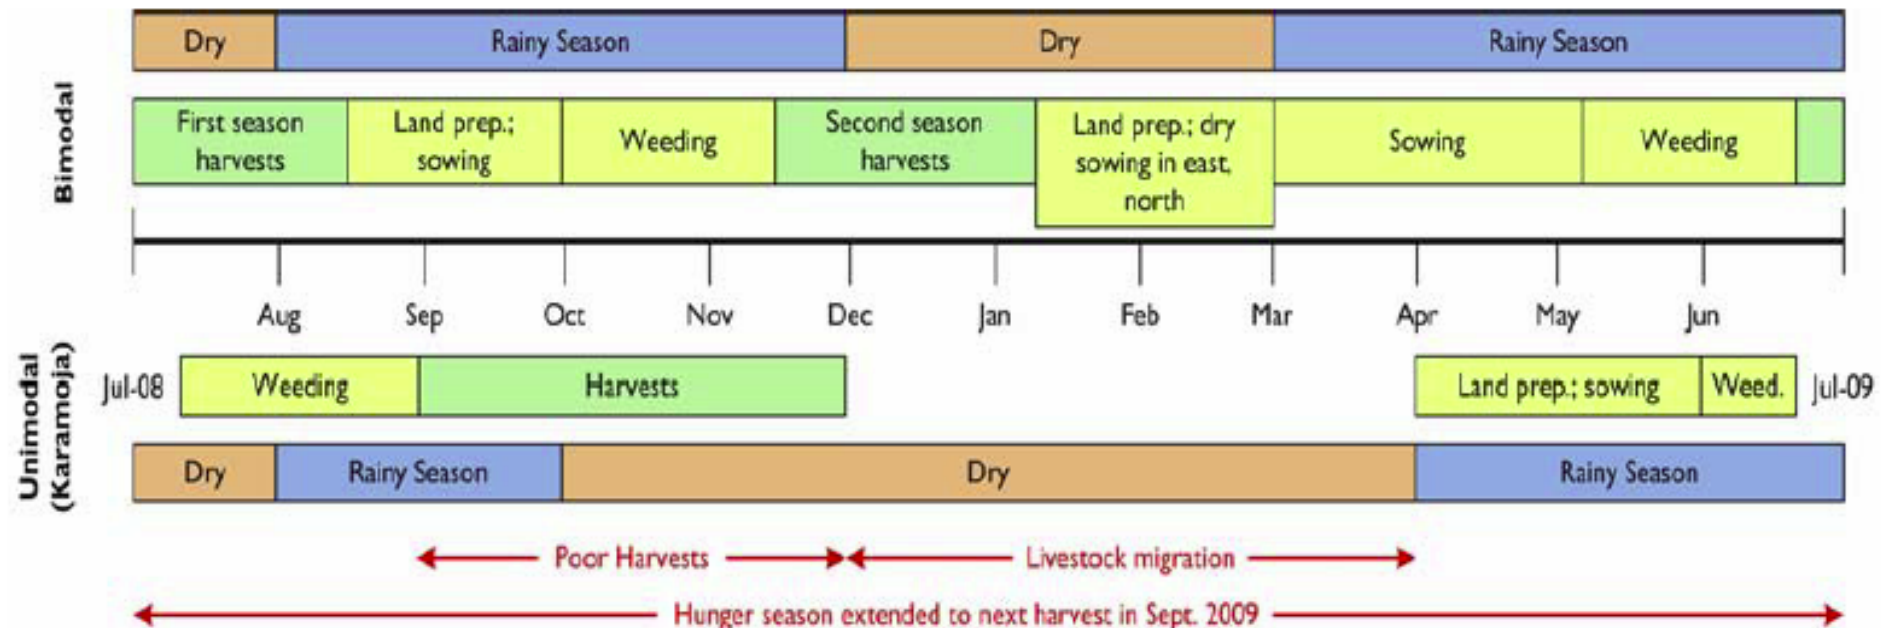 Dry
Rainy Season
Dry
Rainy Season
Bimodal
First season
harvests
Land prep.;
sowing
Weeding
Second season
harvests
Land prep.; dry
sowing in east,
north
Sowing
Weeding
Aug
Sep
Oct
Nov
Dec
Jan
Feb
Mar
Apr
May
Jun
Unimodal
(Karamoja)
Jul-08
Weeding
Harvests
Land prep.; sowing
Weed.
Jul-09
Dry
Rainy Season
Dry
Rainy Season
Poor Harvests
Livestock migration
Hunger season extended to next harvest in Sept. 2009